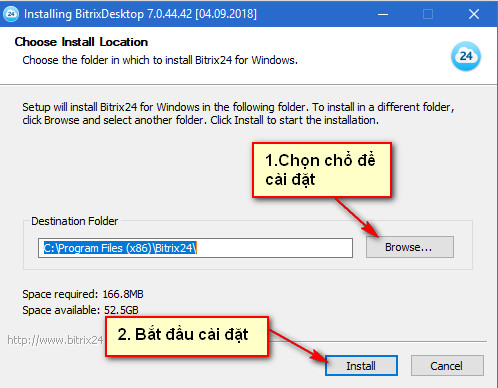 Installing BitrixDesktop 7.0.44.42 [04.09.2018]
Choose Install Location
Choose the folder in which to install Bitrix24 for Windows.
24
Setup will install Bitrix24 for Windows in the following folder. To install in a different folder,
click Browse and select another folder. Click Install to start the installation.
1.Chọn chổ để
cài đặt
Destination Folder
C:\Program Files (x86)\Bitrix24\
Browse...
Space required: 166.8MB
Space available: 52.5GB
http://www.bitrix24
2. Bắt đầu cài đặt
Install
Cancel